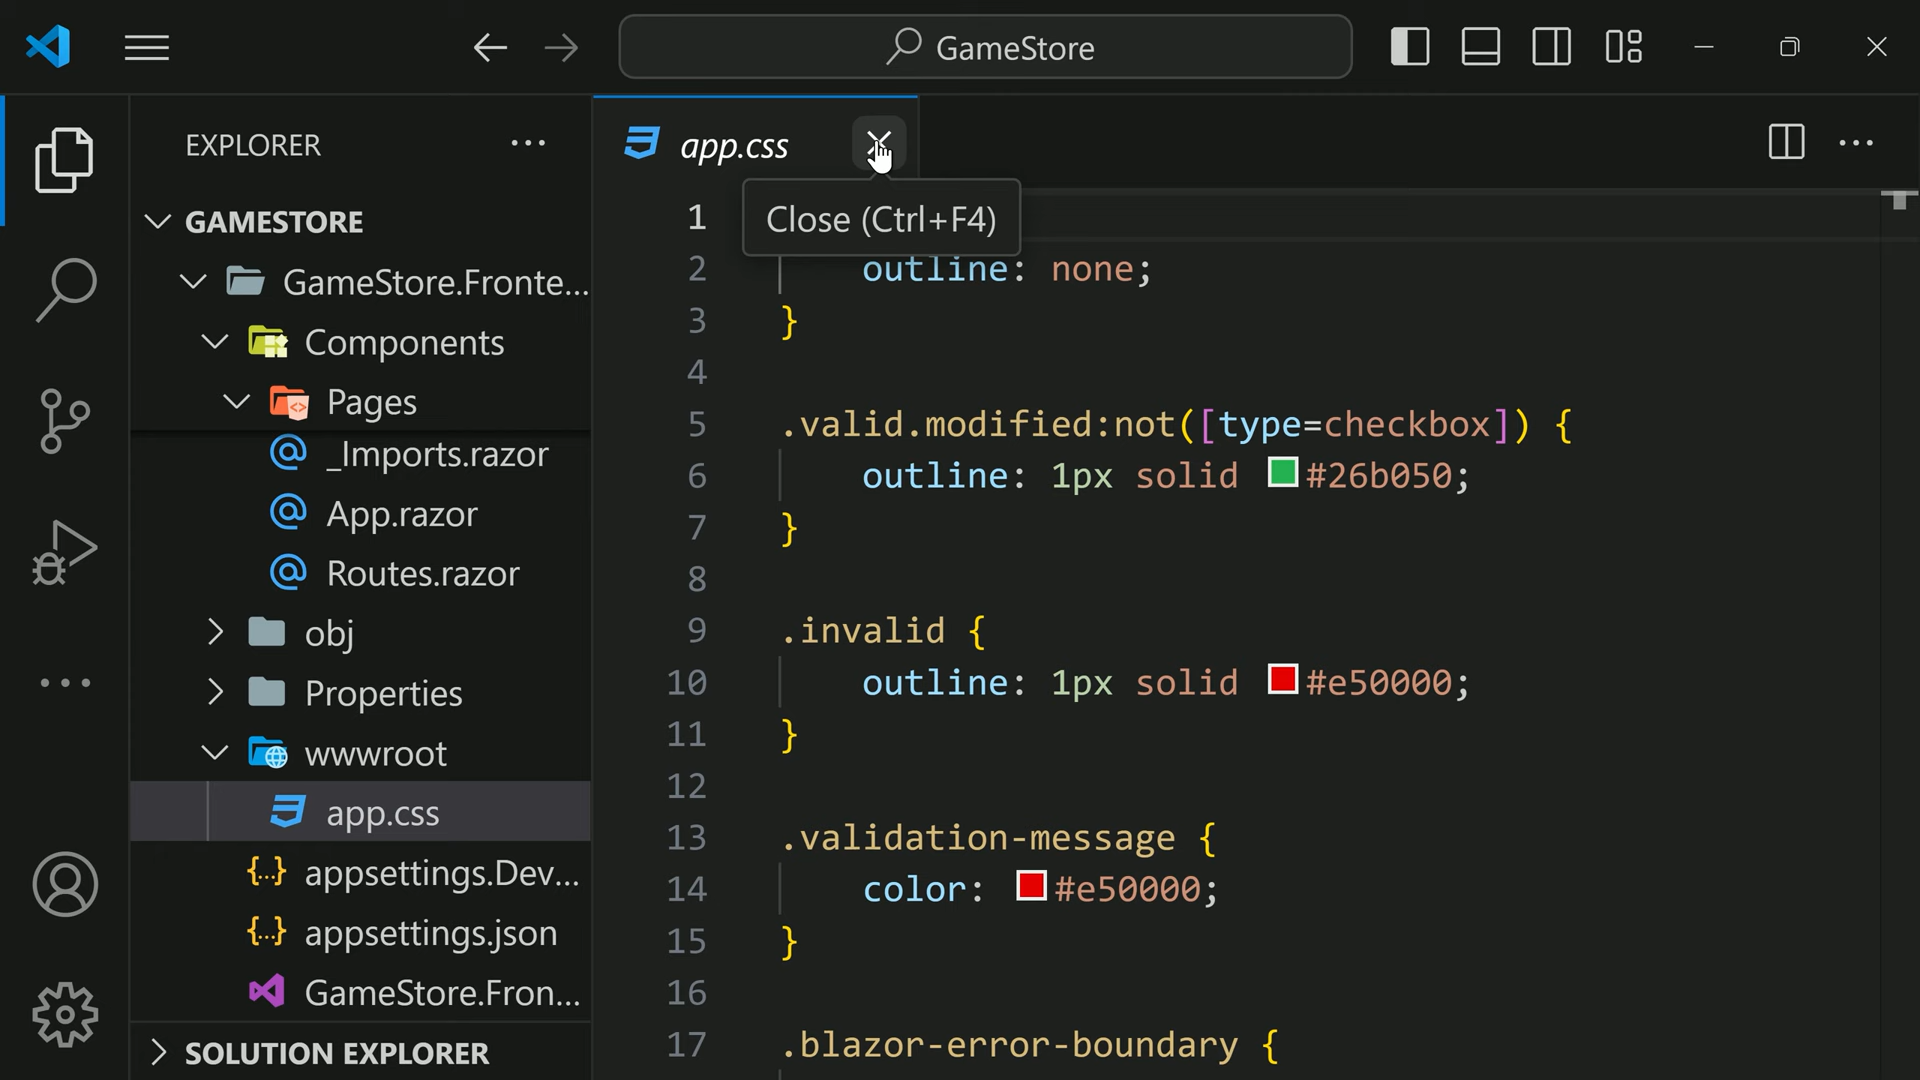 GameStore
EXPLORER
GAMESTORE
GameStore.Fronte...
Components
Pages
_Imports.razor
App.razor
Routes.razor
obj
Properties
wwwroot
app.css
appsettings.Dev...
appsettings.json
GameStore.Fron...
SOLUTION EXPLORER
app.css
Close (Ctrl+F4)
1
2 outline: none;
3 }
4
5 .valid.modified:not([type=checkbox]) {
6 outline: 1px solid #26b050;
7 }
8
9 .invalid {
10 outline: 1px solid #e50000;
11 }
12
13 .validation-message {
14 color: #e50000;
15 }
16
17 .blazor-error-boundary {